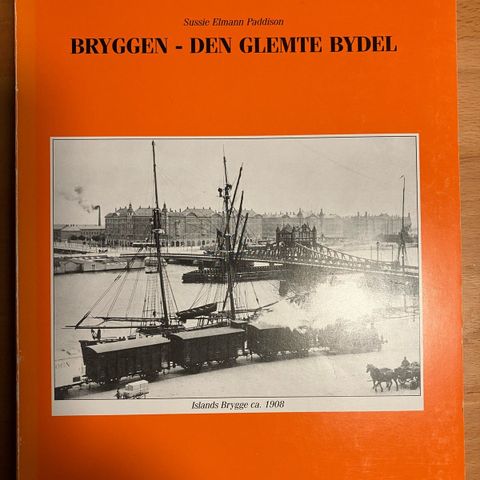 Sussie Elmann Paddison
BRYGGEN - DEN GLEMTE BYDEL
Islands Brygge ca. 1908